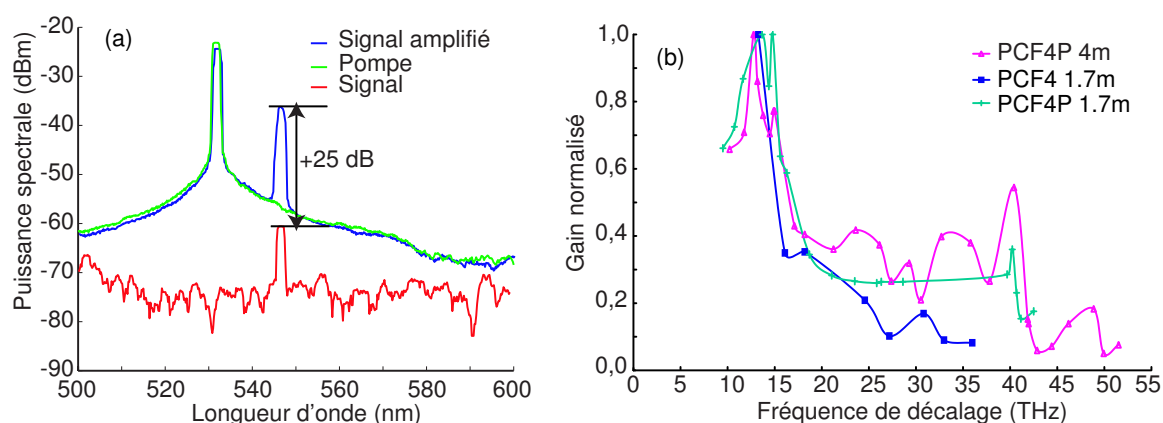 (a)
Signal amplifié
Pompe
Signal
+25 dB
Puissance spectrale (dBm)
-20
-30
-40
-50
-60
-70
-80
-90
500
520
540
560
580
600
Longueur d'onde (nm)
(b)
PCF4P 4m
PCF4 1.7m
PCF4P 1.7m
Gain normalisé
1,0
0,8
0,6
0,4
0,2
0,0
0
5
10
15
20
25
30
35
40
45
50
55
Fréquence de décalage (THz)